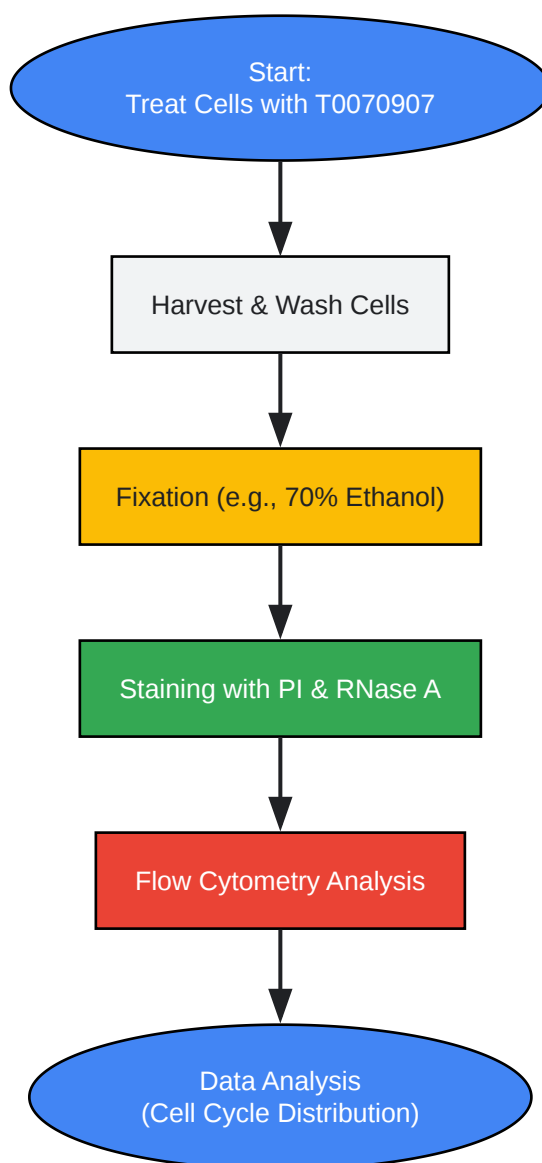 Start:
Treat Cells with T0070907
Harvest & Wash Cells
Fixation (e.g., 70% Ethanol)
Staining with PI & RNase A
Flow Cytometry Analysis
Data Analysis
(Cell Cycle Distribution)